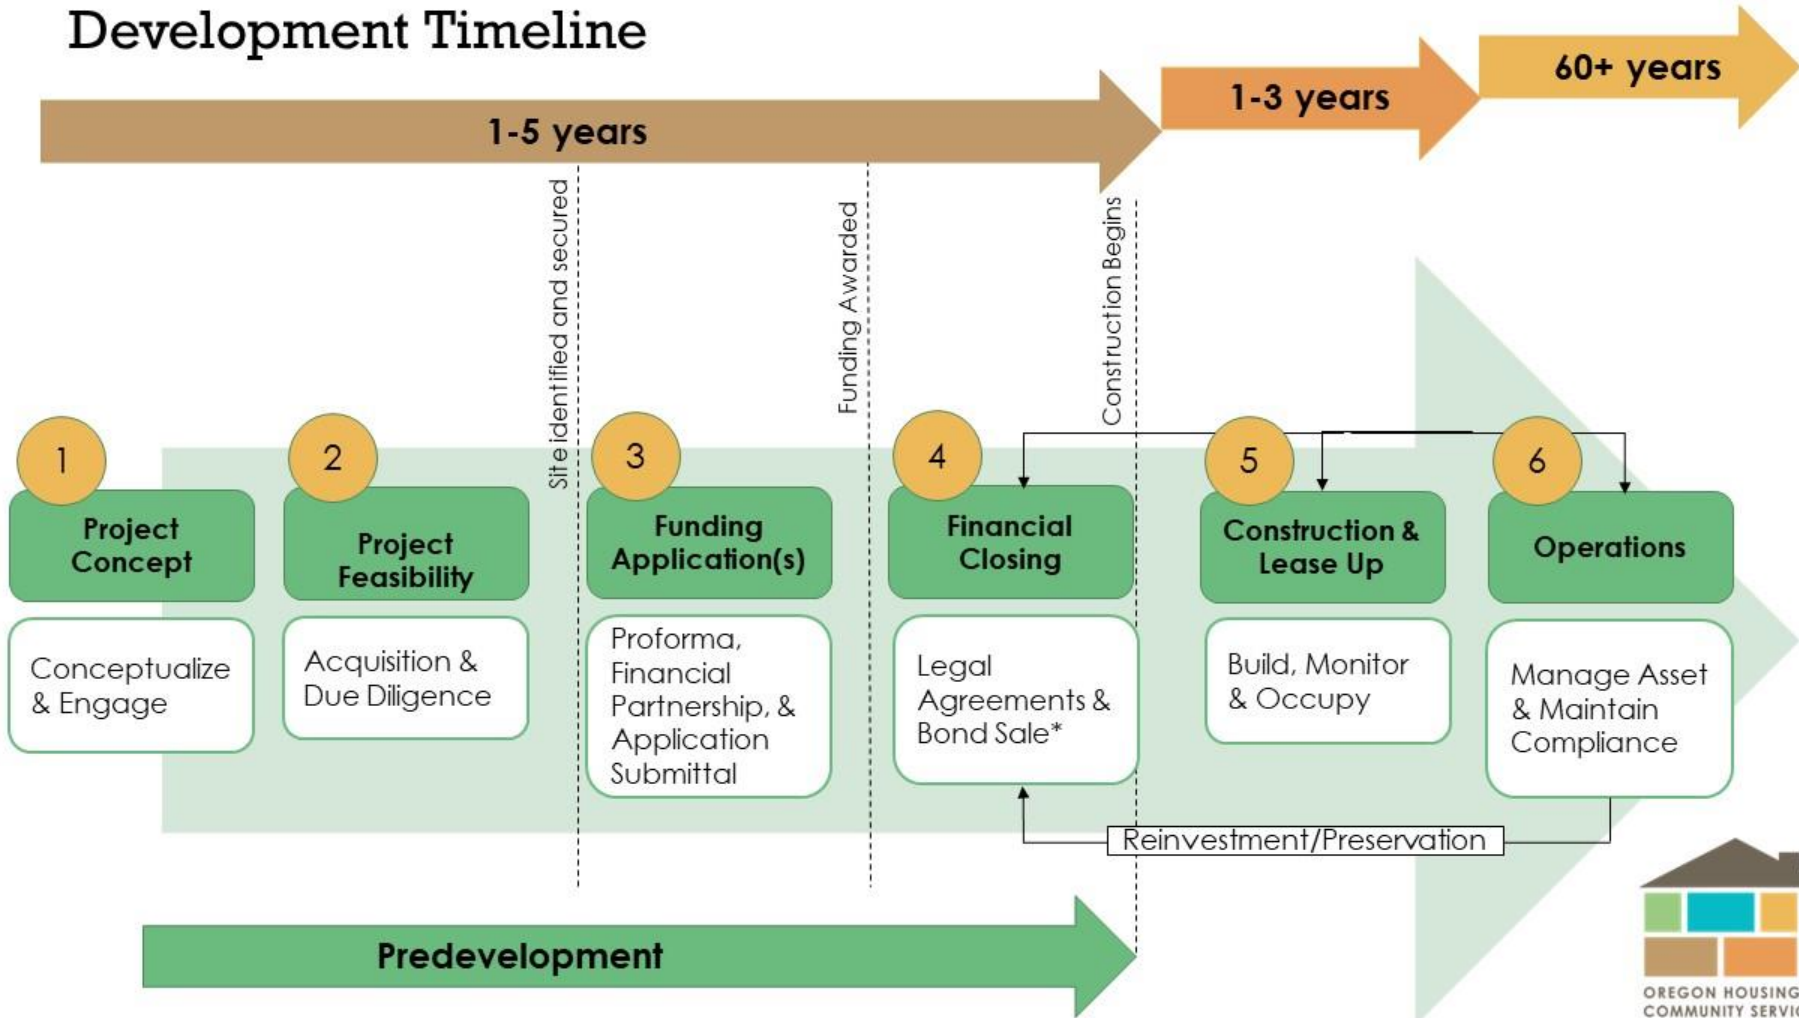 Development Timeline
1-5 years
1-3 years
60+ years
Site identified and secured
Funding Awarded
Construction Begins
1
Project
Concept
Conceptualize
& Engage
2
Project
Feasibility
Acquisition &
Due Diligence
3
Funding
Application(s)
Proforma,
Financial
Partnership, &
Application
Submittal
4
Financial
Closing
Legal
Agreements &
Bond Sale*
5
Construction &
Lease Up
Build, Monitor
& Occupy
6
Operations
Manage Asset
& Maintain
Compliance
Reinvestment/Preservation
Predevelopment
OREGON HOUSING
COMMUNITY